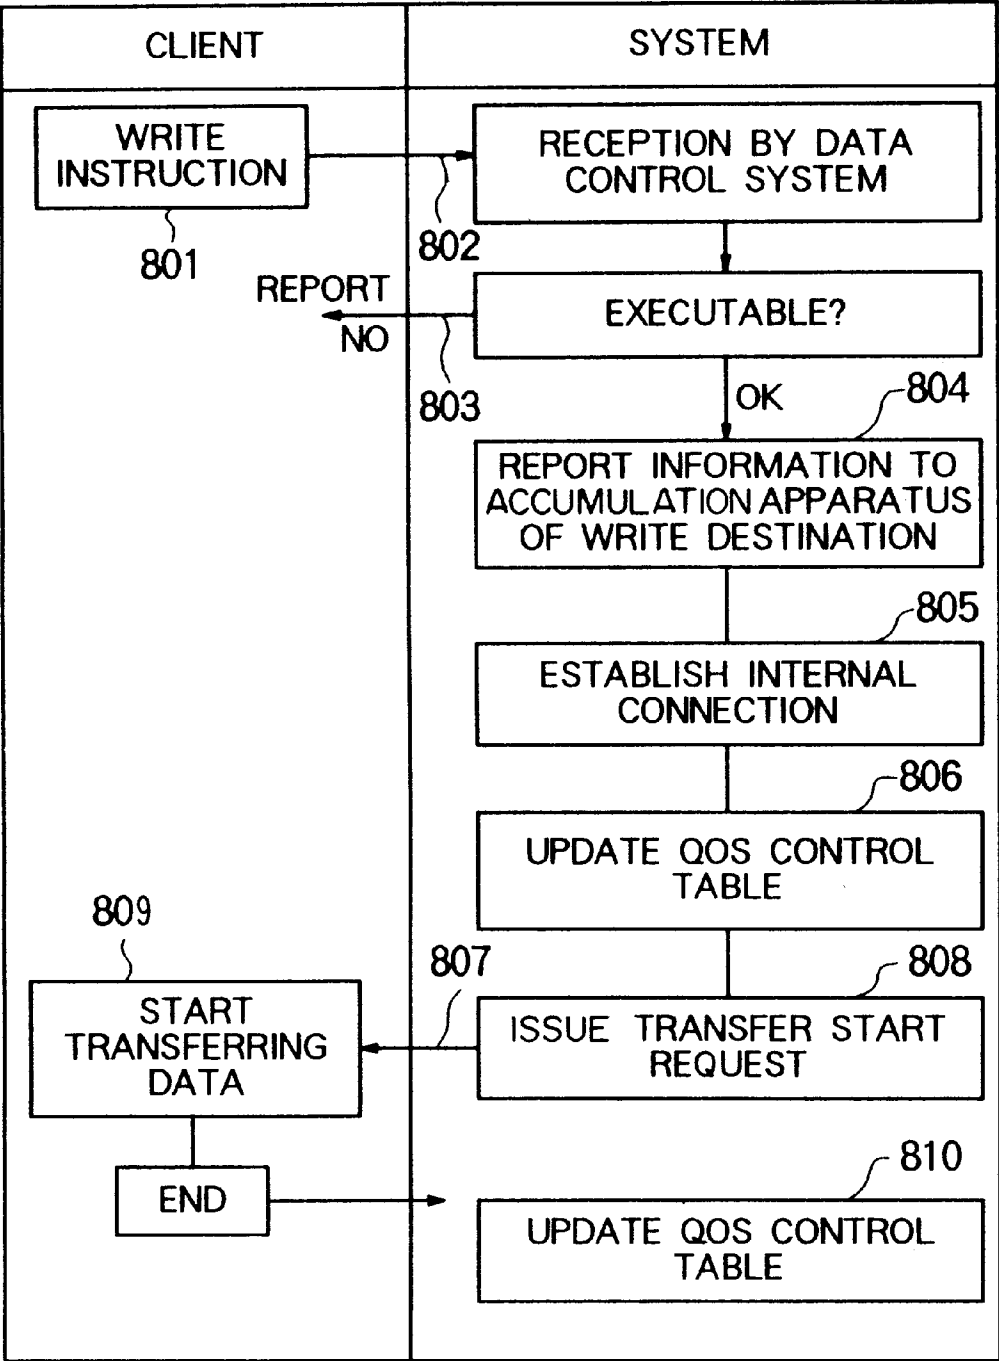 CLIENT
SYSTEM
WRITE
INSTRUCTION
801
802
RECEPTION BY DATA
CONTROL SYSTEM
REPORT
NO
803
EXECUTABLE?
OK
804
REPORT INFORMATION TO
ACCUMULATION APPARATUS
OF WRITE DESTINATION
805
ESTABLISH INTERNAL
CONNECTION
806
UPDATE QOS CONTROL
TABLE
809
START
TRANSFERRING
DATA
807
808
ISSUE TRANSFER START
REQUEST
END
810
UPDATE QOS CONTROL
TABLE